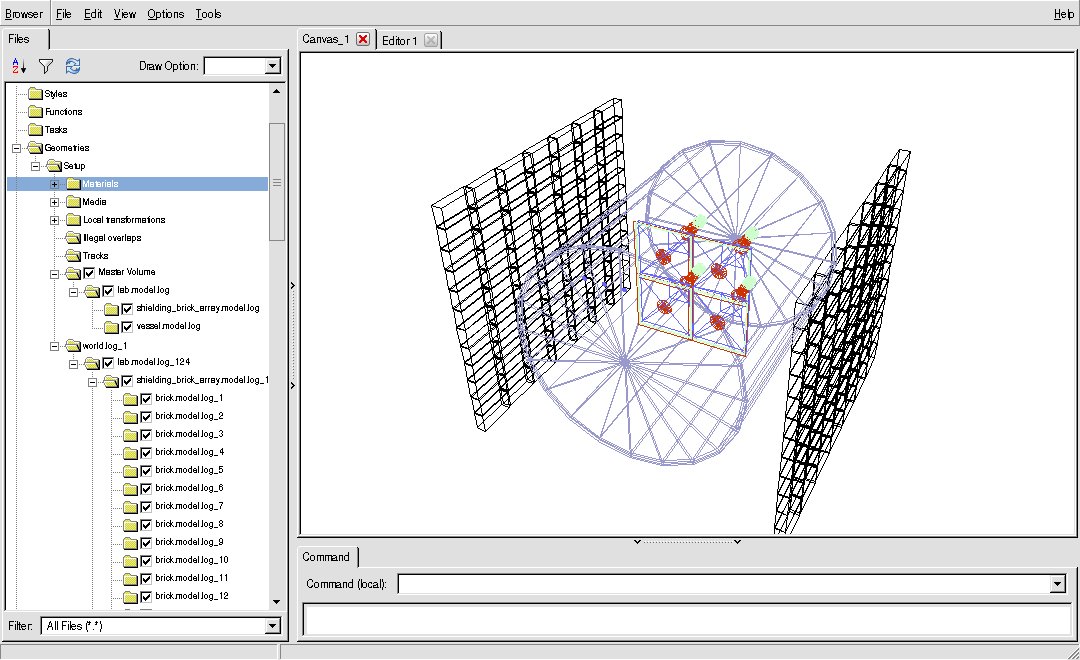 Browser File Edit View Options Tools Help
Files
Canvas_1 Editor 1
Draw Option:
Styles
Functions
Tasks
Geometries
Setup
Materials
Media
Local transformations
Illegal overlaps
Tracks
Master Volume
lab.model.log
shielding_brick_array.model.log
vessel.model.log
world.log_1
lab.model.log_124
shielding_brick_array.model.log_1
brick.model.log_1
brick.model.log_2
brick.model.log_3
brick.model.log_4
brick.model.log_5
brick.model.log_6
brick.model.log_7
brick.model.log_8
brick.model.log_9
brick.model.log_10
brick.model.log_11
brick.model.log_12
Filter: All Files (*.*)
Command
Command (local):